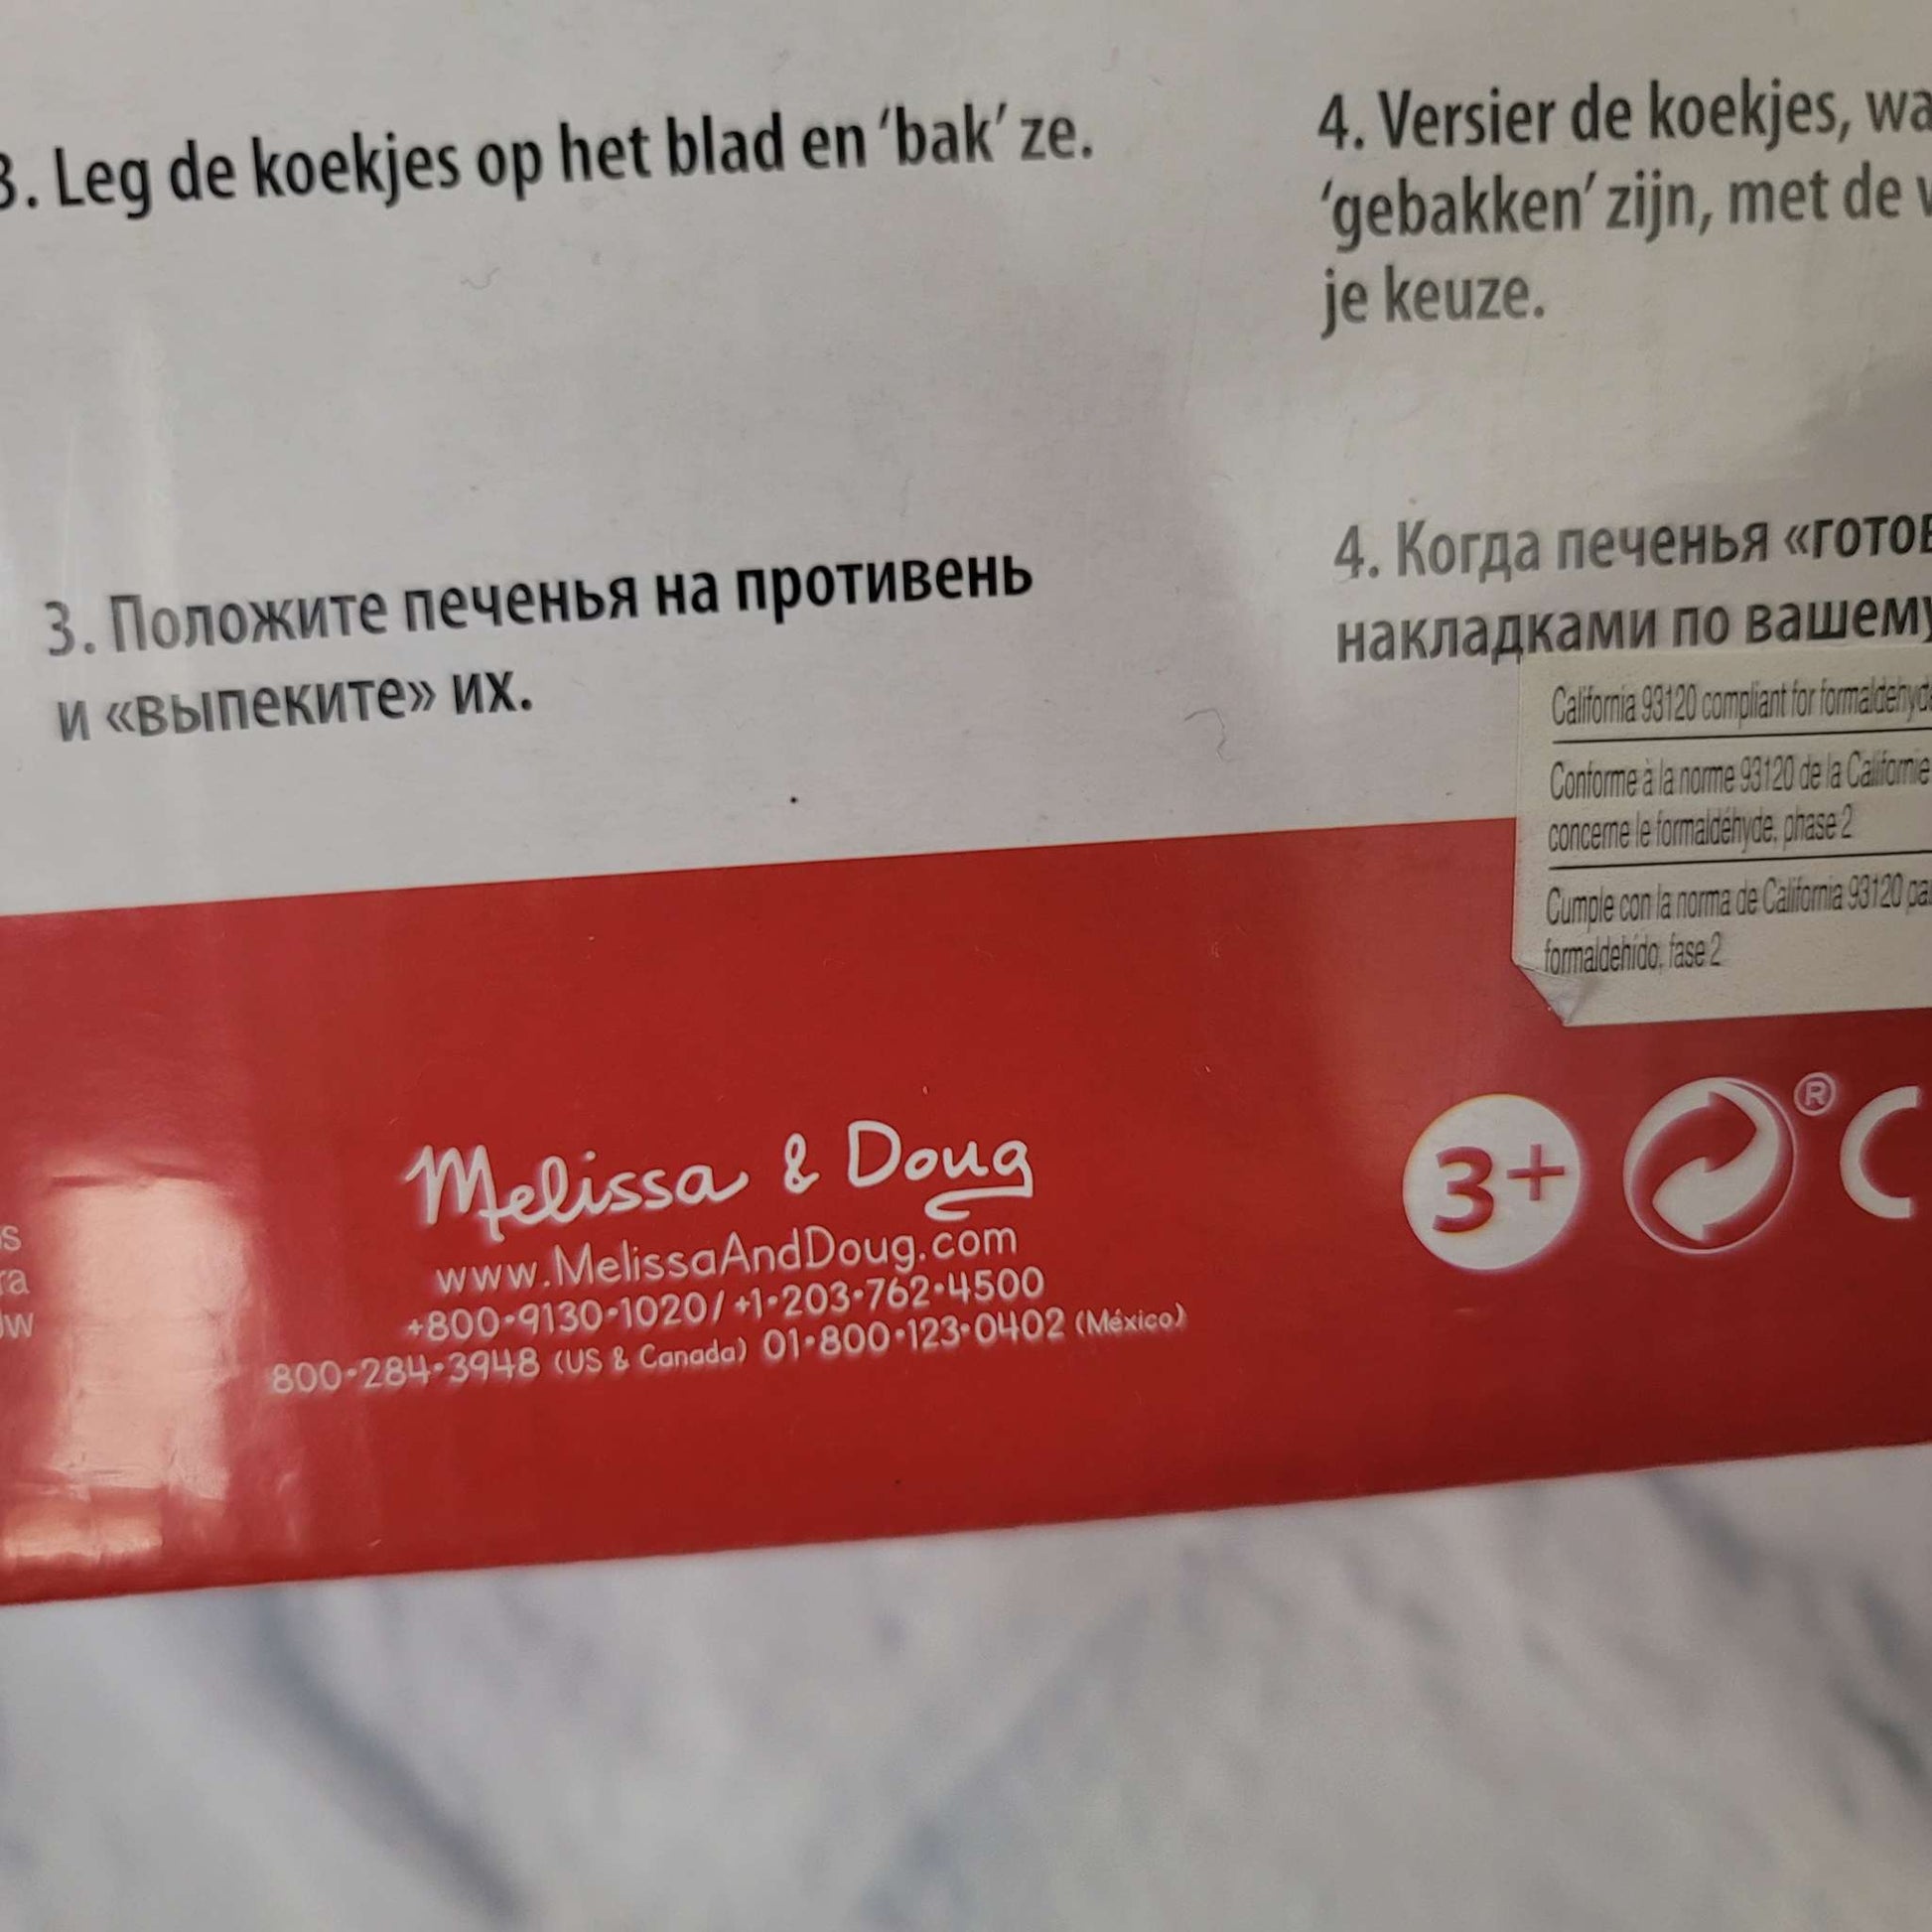 3. Leg de koekjes op het blad en ‘bak’ ze.
4. Versier de koekjes,
‘gebakken’ zijn, met de
je keuze.
3. Положите печенья на противень
и «выпеките» их.
4. Когда печенья
накладками по вашему
California 93120 compliant for formaldehyde
Conforme à la norme 93120 de la Californie
concerne le formaldéhyde, phase 2
Cumple con la norma de California 93120
formaldehído, fase 2
Melissa & Doug
www.MelissaAndDoug.com
+800•9130•1020/ +1•203•762•4500
800•284•3948 (US & Canada) 01•800•123•0402 (México)
3+
®